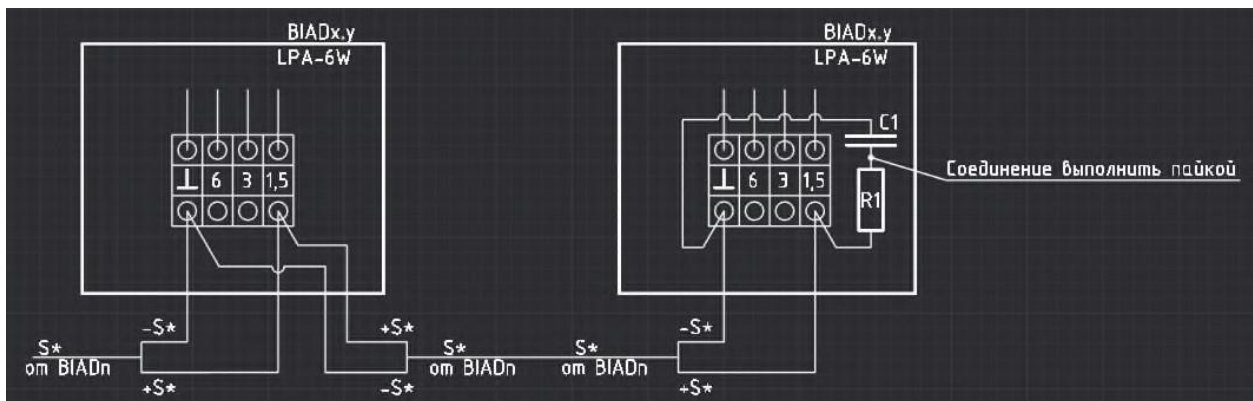 BIADx.y
LPA-6W
⊥ 6 3 1,5
-S*
+S*
S*
от BIADn
+S*
-S*
S*
от BIADn
BIADx.y
LPA-6W
C1
⊥ 6 3 1,5
R1
Соединение выполнить пайкой
S*
от BIADn
-S*
+S*